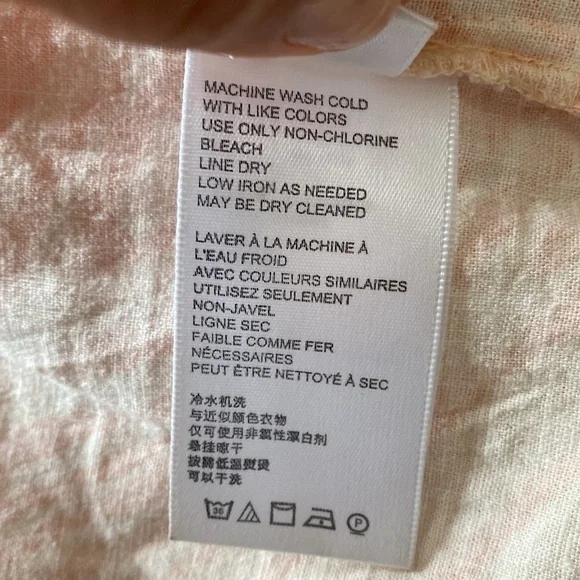 MACHINE WASH COLD
WITH LIKE COLORS
USE ONLY NON-CHLORINE
BLEACH
LINE DRY
LOW IRON AS NEEDED
MAY BE DRY CLEANED
LAVER À LA MACHINE À
L'EAU FROID
AVEC COULEURS SIMILAIRES
UTILISEZ SEULEMENT
NON-JAVEL
LIGNE SEC
FAIBLE COMME FER
NÉCESSAIRES
PEUT ÊTRE NETTOYÉ À SEC
冷水机洗
与近似颜色衣物
仅可使用非氯性漂白剂
悬挂晾干
按需低温熨烫
可以干洗
30 P